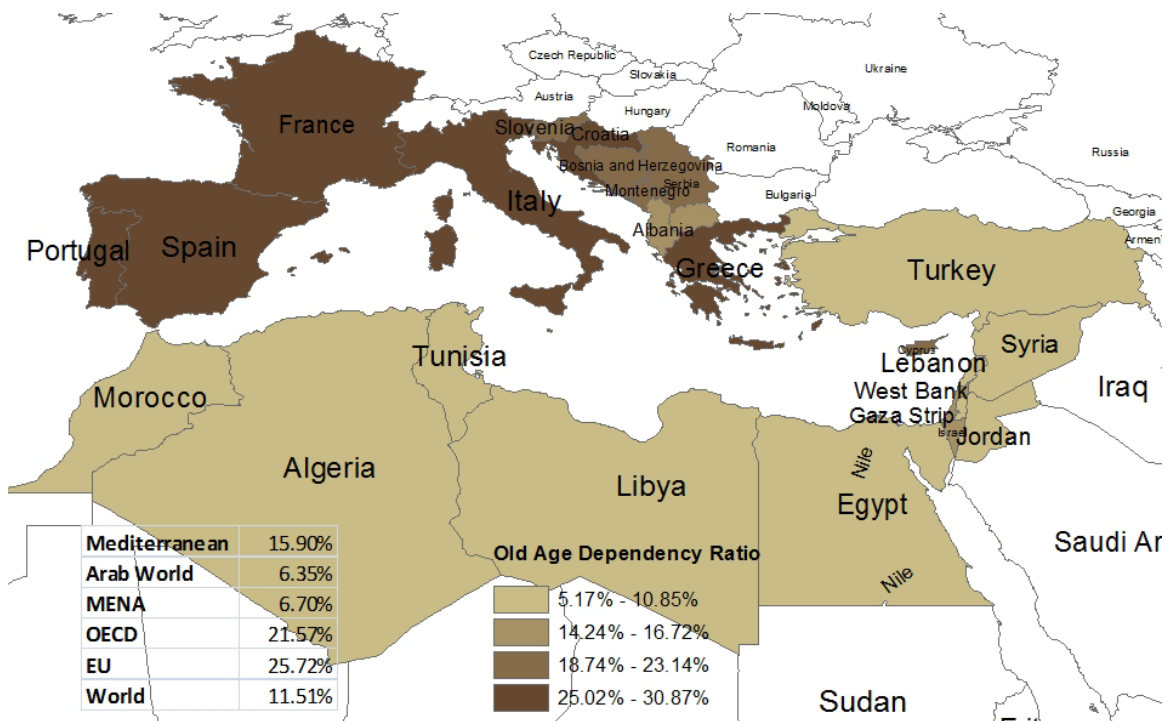 Czech Republic
Slovakia
Ukraine
Austria
Moldova
Hungary
France
Slovenia
Croatia
Romania
Russia
Bosnia and Herzegovina
Serbia
Montenegro
Bulgaria
Italy
Georgia
Portugal
Spain
Albania
Armen
Greece
Turkey
Tunisia
Cyprus
Syria
Lebanon
Morocco
West Bank
Iraq
Gaza Strip
Israel
Jordan
Algeria
Nile
Libya
Egypt
Mediterranean 15.90%
Arab World 6.35%
MENA 6.70%
OECD 21.57%
EU 25.72%
World 11.51%
Old Age Dependency Ratio
5.17% - 10.85%
14.24% - 16.72%
18.74% - 23.14%
25.02% - 30.87%
Saudi Ar
Nile
Sudan